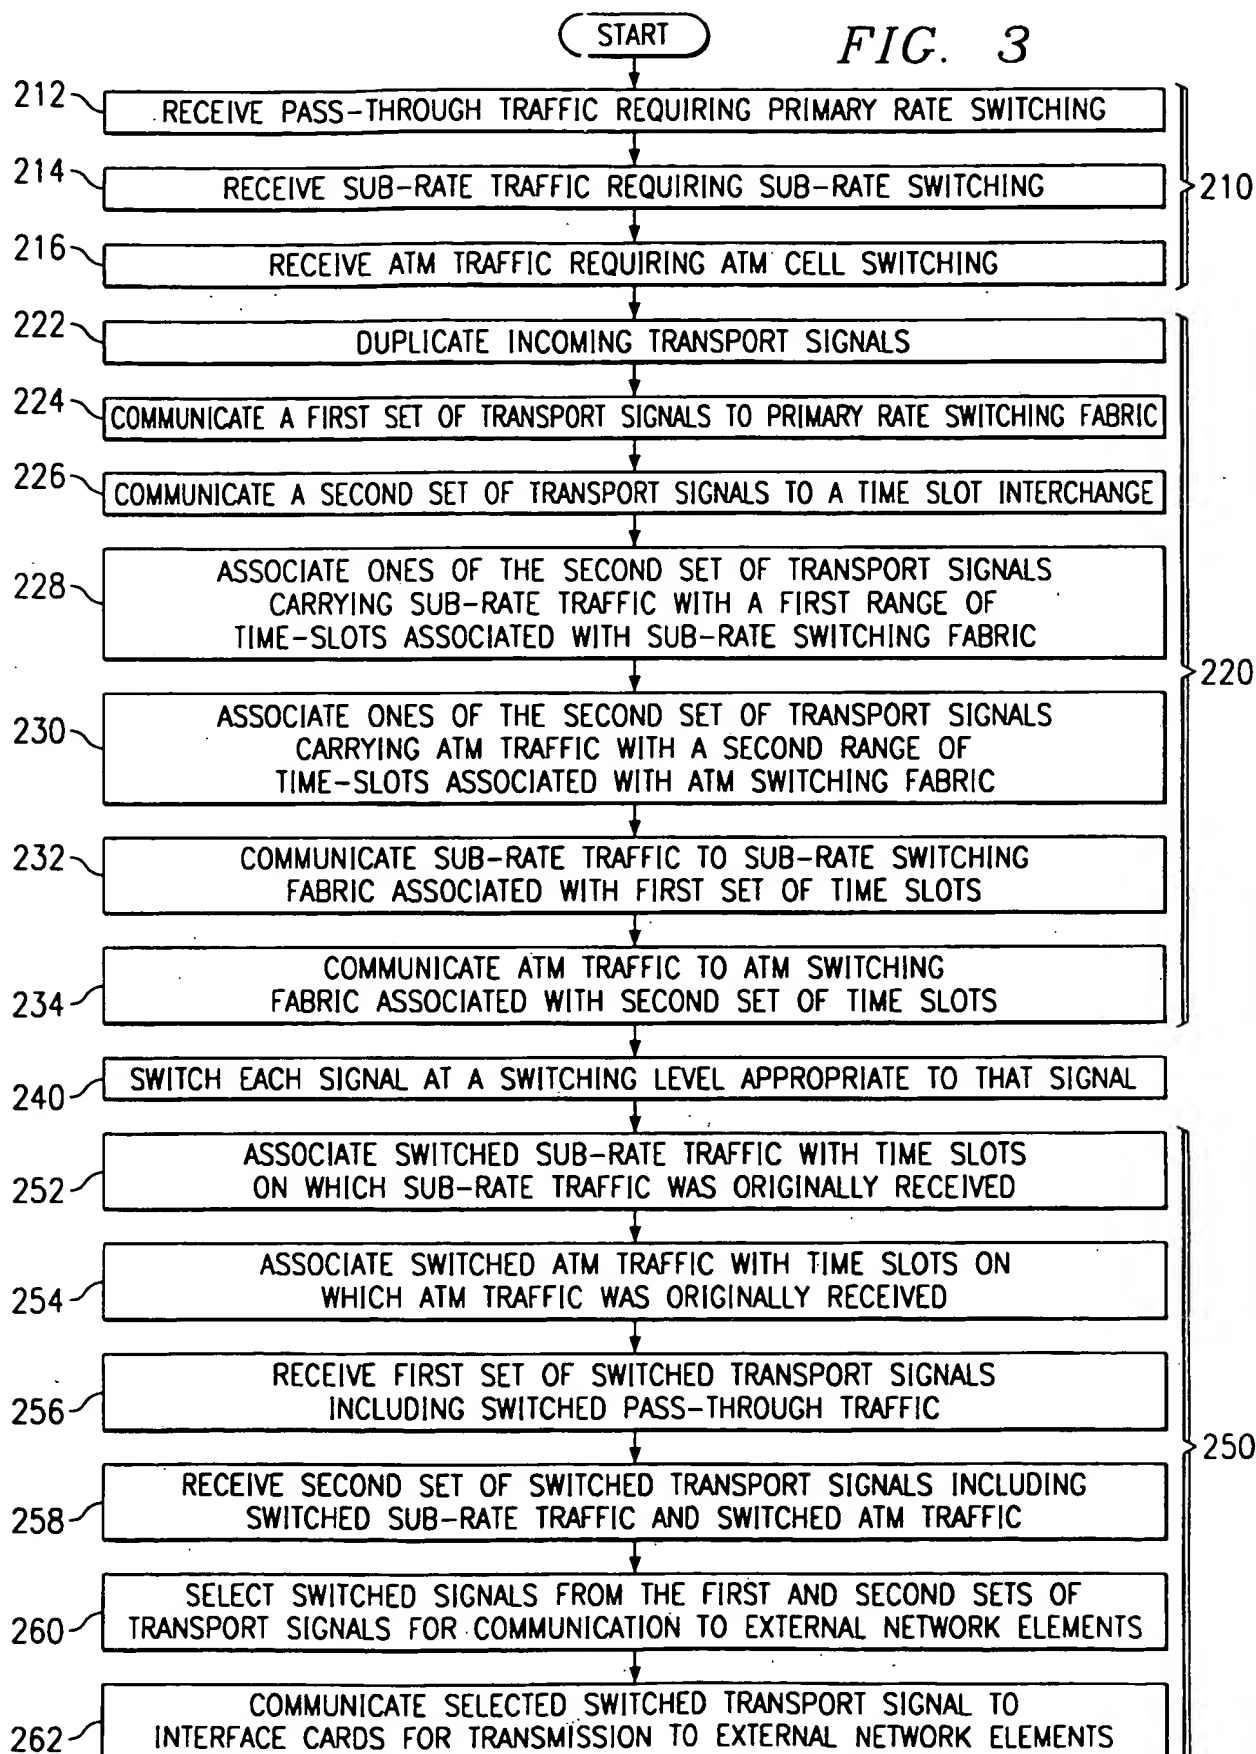 START
FIG. 3
212
RECEIVE PASS-THROUGH TRAFFIC REQUIRING PRIMARY RATE SWITCHING
214
RECEIVE SUB-RATE TRAFFIC REQUIRING SUB-RATE SWITCHING
210
216
RECEIVE ATM TRAFFIC REQUIRING ATM CELL SWITCHING
222
DUPLICATE INCOMING TRANSPORT SIGNALS
224
COMMUNICATE A FIRST SET OF TRANSPORT SIGNALS TO PRIMARY RATE SWITCHING FABRIC
226
COMMUNICATE A SECOND SET OF TRANSPORT SIGNALS TO A TIME SLOT INTERCHANGE
228
ASSOCIATE ONES OF THE SECOND SET OF TRANSPORT SIGNALS
CARRYING SUB-RATE TRAFFIC WITH A FIRST RANGE OF
TIME-SLOTS ASSOCIATED WITH SUB-RATE SWITCHING FABRIC
220
230
ASSOCIATE ONES OF THE SECOND SET OF TRANSPORT SIGNALS
CARRYING ATM TRAFFIC WITH A SECOND RANGE OF
TIME-SLOTS ASSOCIATED WITH ATM SWITCHING FABRIC
232
COMMUNICATE SUB-RATE TRAFFIC TO SUB-RATE SWITCHING
FABRIC ASSOCIATED WITH FIRST SET OF TIME SLOTS
234
COMMUNICATE ATM TRAFFIC TO ATM SWITCHING
FABRIC ASSOCIATED WITH SECOND SET OF TIME SLOTS
240
SWITCH EACH SIGNAL AT A SWITCHING LEVEL APPROPRIATE TO THAT SIGNAL
252
ASSOCIATE SWITCHED SUB-RATE TRAFFIC WITH TIME SLOTS
ON WHICH SUB-RATE TRAFFIC WAS ORIGINALLY RECEIVED
254
ASSOCIATE SWITCHED ATM TRAFFIC WITH TIME SLOTS ON
WHICH ATM TRAFFIC WAS ORIGINALLY RECEIVED
256
RECEIVE FIRST SET OF SWITCHED TRANSPORT SIGNALS
INCLUDING SWITCHED PASS-THROUGH TRAFFIC
250
258
RECEIVE SECOND SET OF SWITCHED TRANSPORT SIGNALS INCLUDING
SWITCHED SUB-RATE TRAFFIC AND SWITCHED ATM TRAFFIC
260
SELECT SWITCHED SIGNALS FROM THE FIRST AND SECOND SETS OF
TRANSPORT SIGNALS FOR COMMUNICATION TO EXTERNAL NETWORK ELEMENTS
262
COMMUNICATE SELECTED SWITCHED TRANSPORT SIGNAL TO
INTERFACE CARDS FOR TRANSMISSION TO EXTERNAL NETWORK ELEMENTS